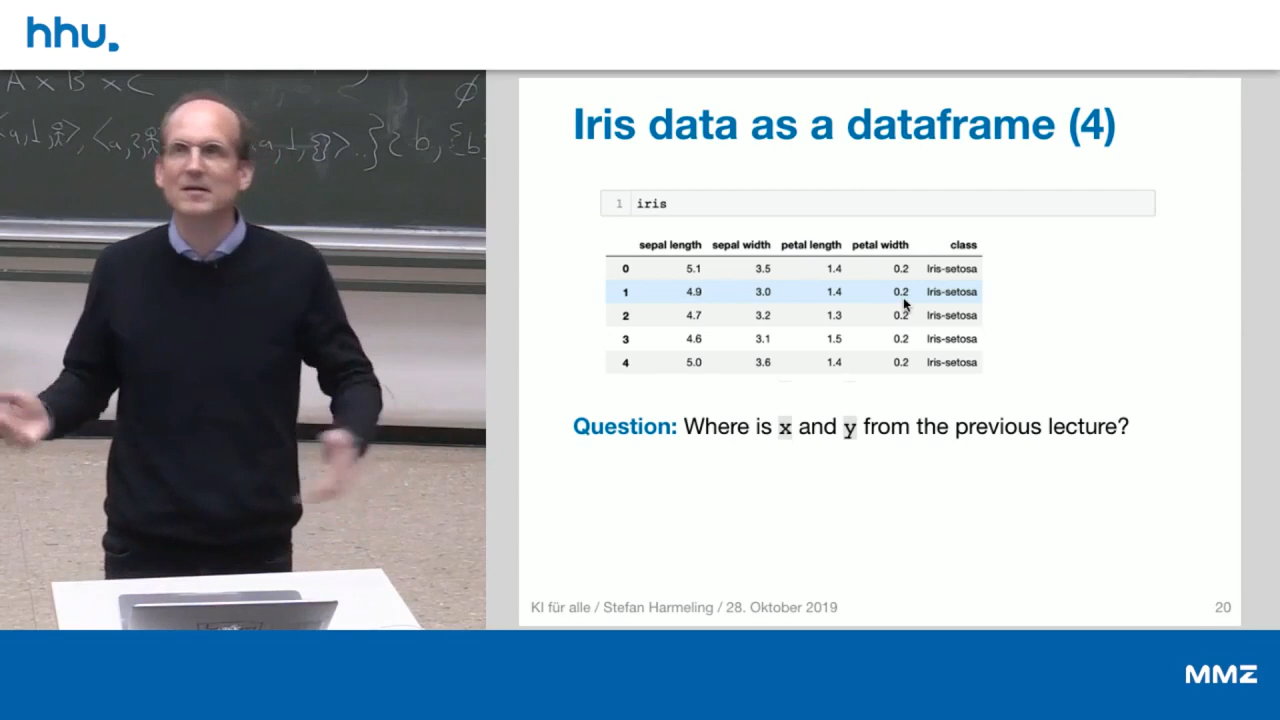 hhu.
A x B x C
Iris data as a dataframe (4)
1 iris
sepal length sepal width petal length petal width class
0 5.1 3.5 1.4 0.2 Iris-setosa
1 4.9 3.0 1.4 0.2 Iris-setosa
2 4.7 3.2 1.3 0.2 Iris-setosa
3 4.6 3.1 1.5 0.2 Iris-setosa
4 5.0 3.6 1.4 0.2 Iris-setosa
Question: Where is x and y from the previous lecture?
KI für alle / Stefan Harmeling / 28. Oktober 2019
20
MMZ